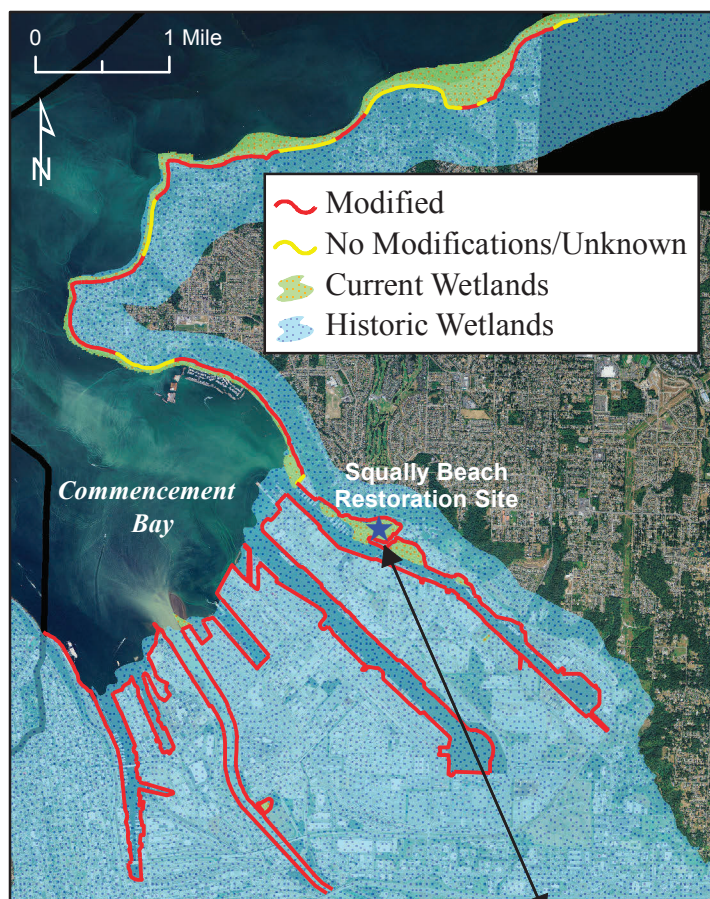 0 1 Mile
N
Modified
No Modifications/Unknown
Current Wetlands
Historic Wetlands
Squally Beach
Restoration Site
Commencement
Bay